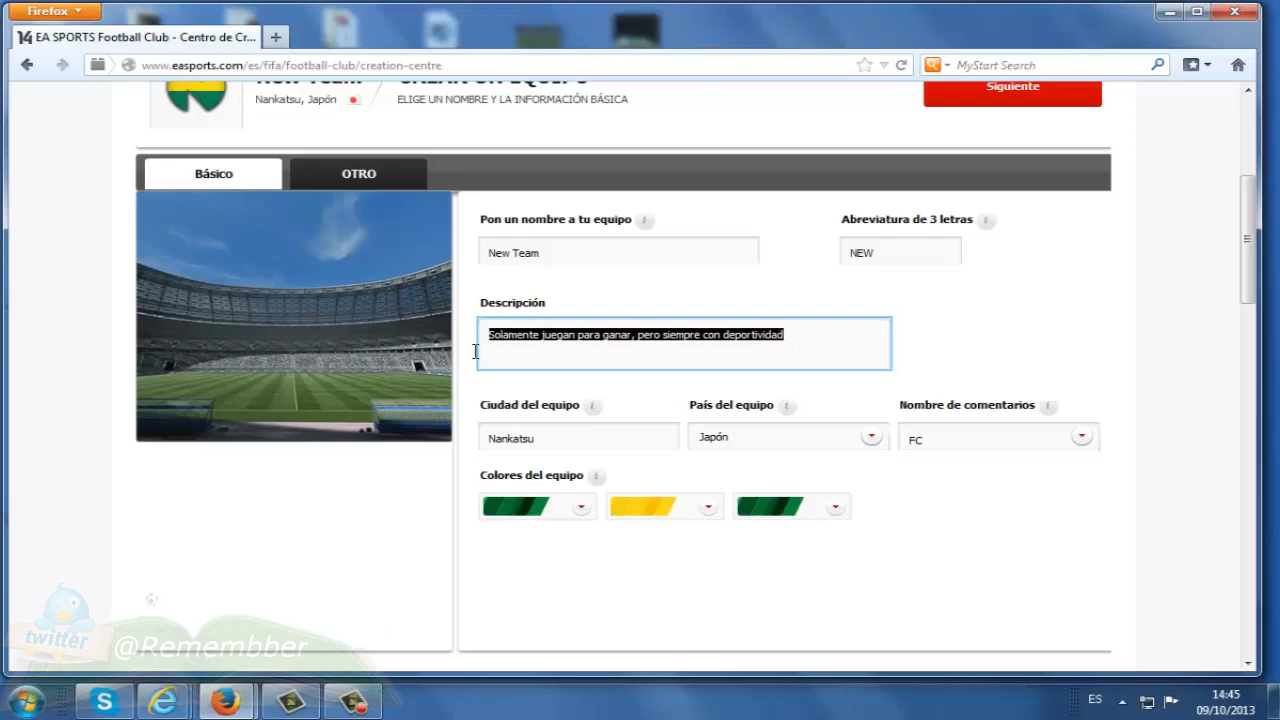 Firefox
14 EA SPORTS Football Club - Centro de Cr...
www.easports.com/es/fifa/football-club/creation-centre
MyStart Search
Nankatsu, Japón
ELIGE UN NOMBRE Y LA INFORMACIÓN BÁSICA
Siguiente
Básico
OTRO
Pon un nombre a tu equipo
Abreviatura de 3 letras
New Team
NEW
Descripción
Solamente juegan para ganar, pero siempre con deportividad
Ciudad del equipo
País del equipo
Nombre de comentarios
Nankatsu
Japón
FC
Colores del equipo
twitter
@Remembber
ES
14:45
09/10/2013